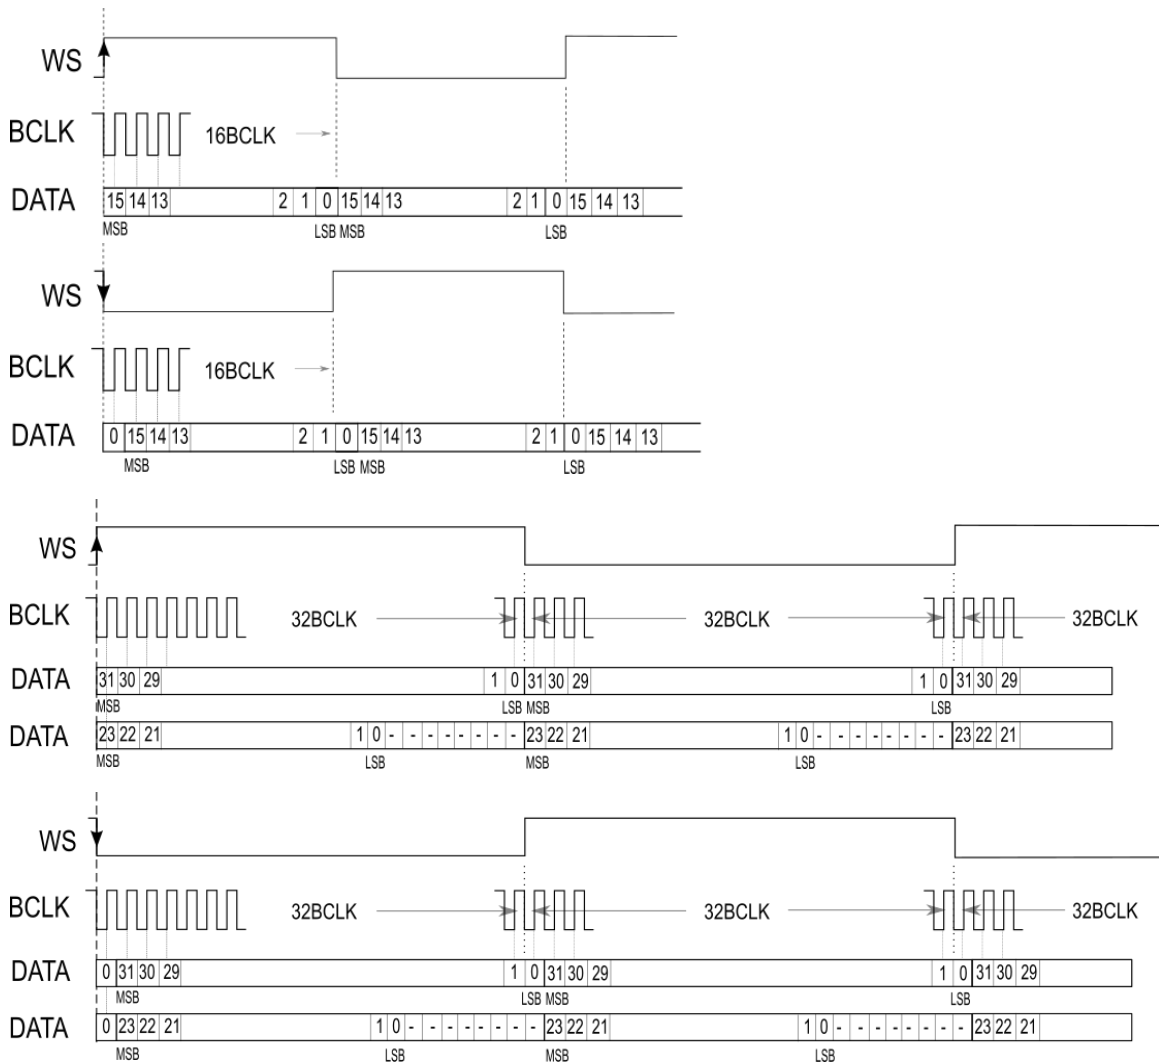 WS
BCLK 16BCLK
DATA 15 14 13 2 1 0 15 14 13 2 1 0 15 14 13
MSB LSB MSB LSB
WS
BCLK 16BCLK
DATA 0 15 14 13 2 1 0 15 14 13 2 1 0 15 14 13
MSB LSB MSB LSB
WS
BCLK 32BCLK 32BCLK 32BCLK
DATA 31 30 29 1 0 31 30 29 1 0 31 30 29
MSB LSB MSB LSB
DATA 23 22 21 1 0 - - - - - - - - 23 22 21 1 0 - - - - - - - - 23 22 21
MSB LSB MSB LSB
WS
BCLK 32BCLK 32BCLK 32BCLK
DATA 0 31 30 29 1 0 31 30 29 1 0 31 30 29
MSB LSB MSB LSB
DATA 0 23 22 21 1 0 - - - - - - - - 23 22 21 1 0 - - - - - - - - 23 22 21
MSB LSB MSB LSB